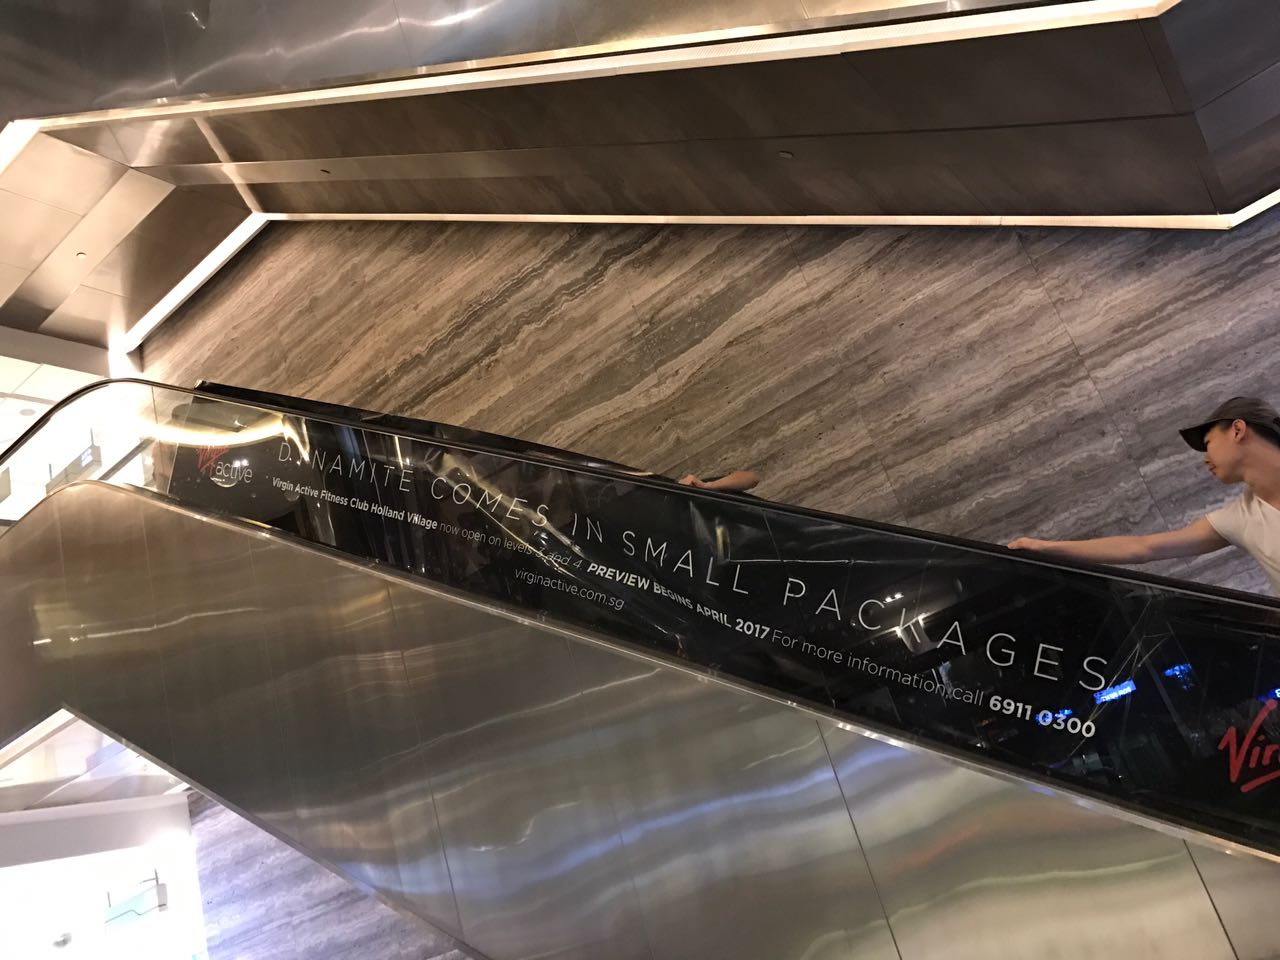 Virgin active
DYNAMITE COMES IN SMALL PACKAGES
Virgin Active Fitness Club Holland Village now open on levels 3 and 4. PREVIEW BEGINS APRIL 2017 For more information call 6911 0300
virginactive.com.sg
Vir